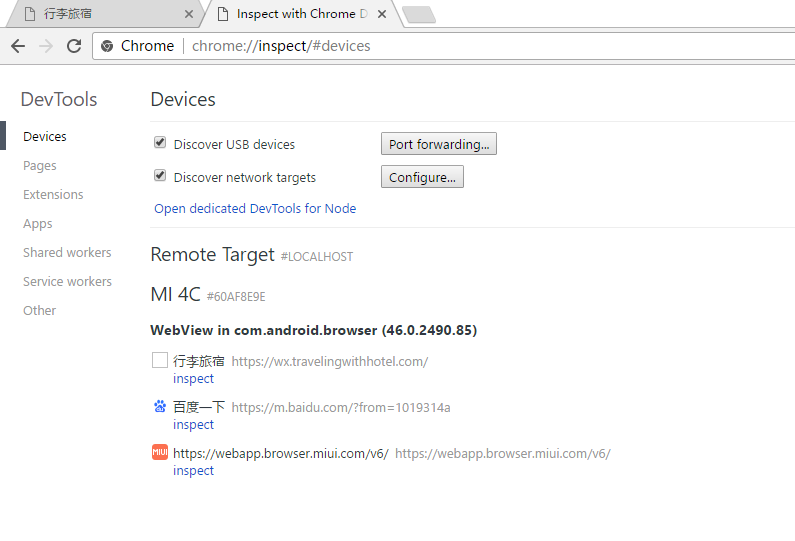 行李旅宿
Inspect with Chrome D
Chrome chrome://inspect/#devices
DevTools
Devices
Pages
Extensions
Apps
Shared workers
Service workers
Other
Devices
Discover USB devices Port forwarding...
Discover network targets Configure...
Open dedicated DevTools for Node
Remote Target #LOCALHOST
MI 4C #60AF8E9E
WebView in com.android.browser (46.0.2490.85)
行李旅宿 https://wx.travelingwithhotel.com/
inspect
百度一下 https://m.baidu.com/?from=1019314a
inspect
MIUI https://webapp.browser.miui.com/v6/ https://webapp.browser.miui.com/v6/
inspect